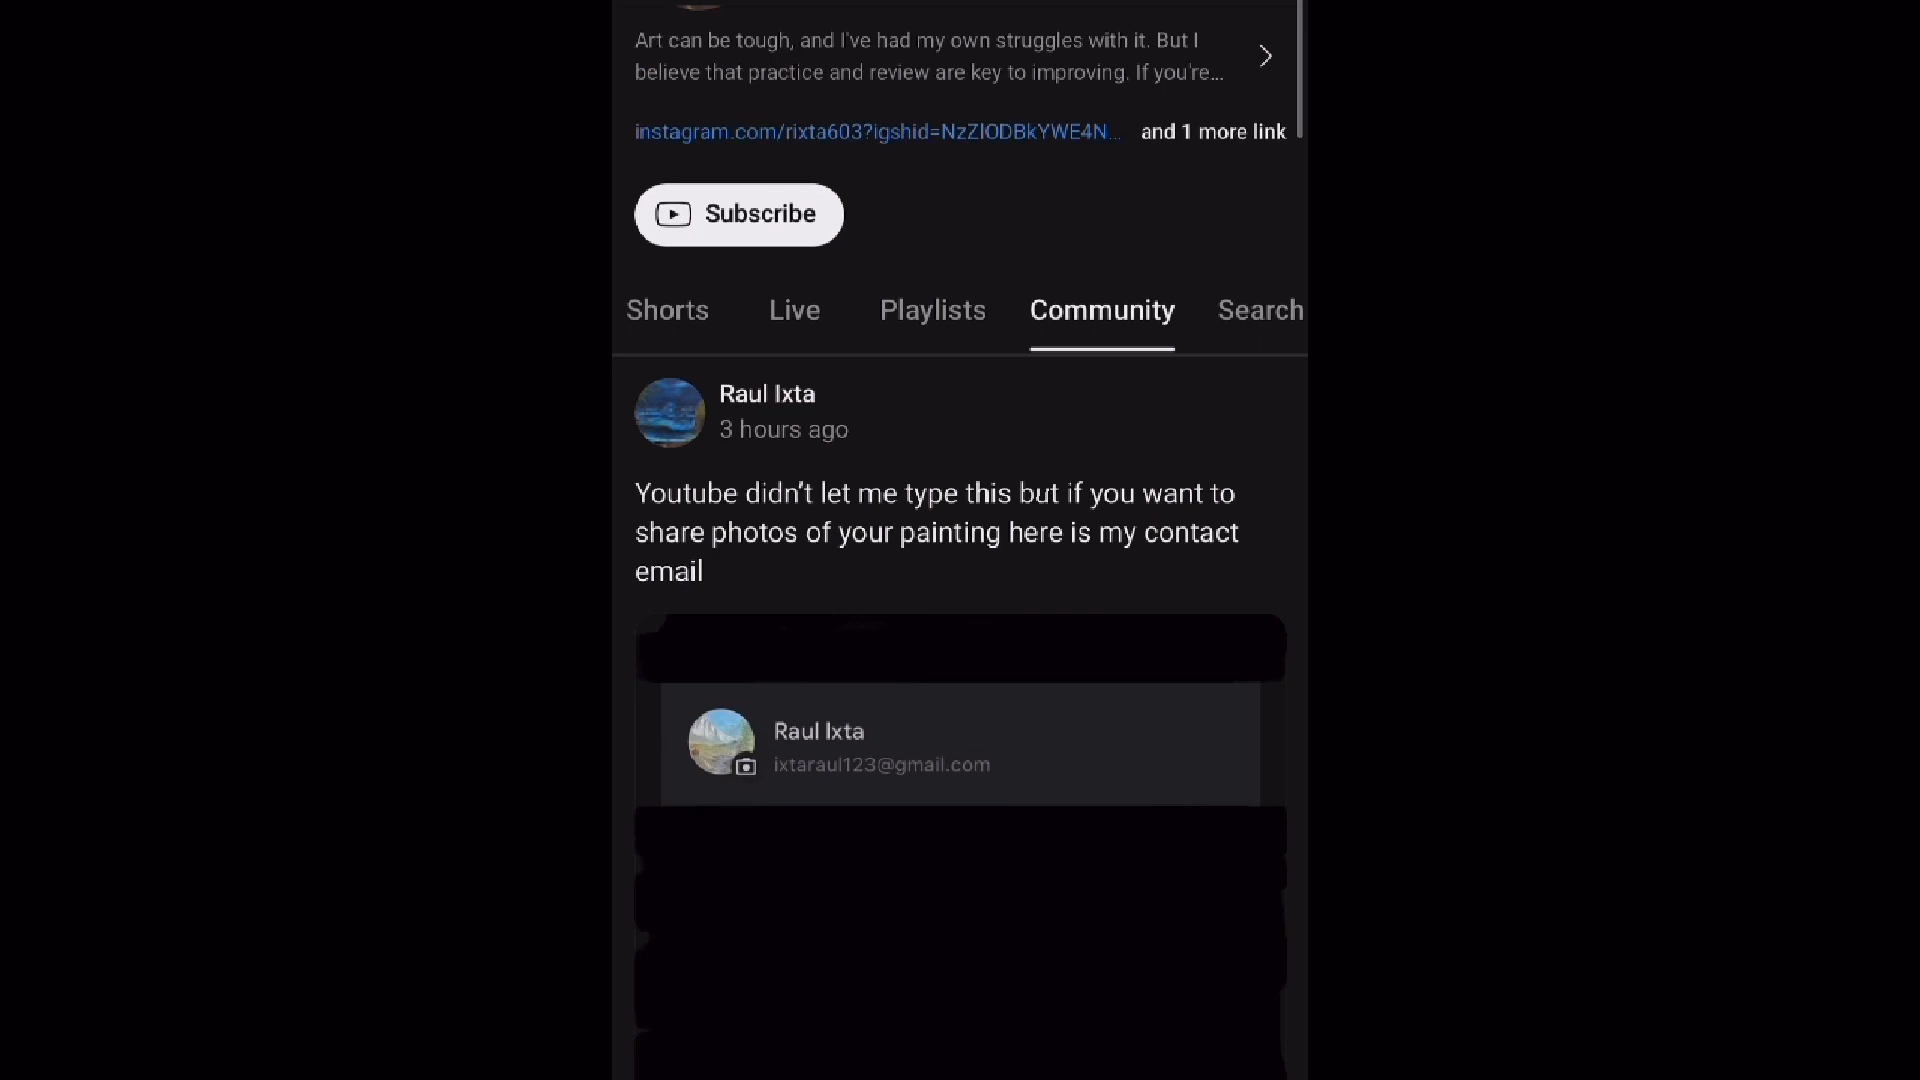 Art can be tough, and I've had my own struggles with it. But I
believe that practice and review are key to improving. If you're...
instagram.com/rixta603?igshid=NzZlODBkYWE4N... and 1 more link
Subscribe
Shorts Live Playlists Community Search
Raul Ixta
3 hours ago
Youtube didn’t let me type this but if you want to
share photos of your painting here is my contact
email
Raul Ixta
ixtaraul123@gmail.com